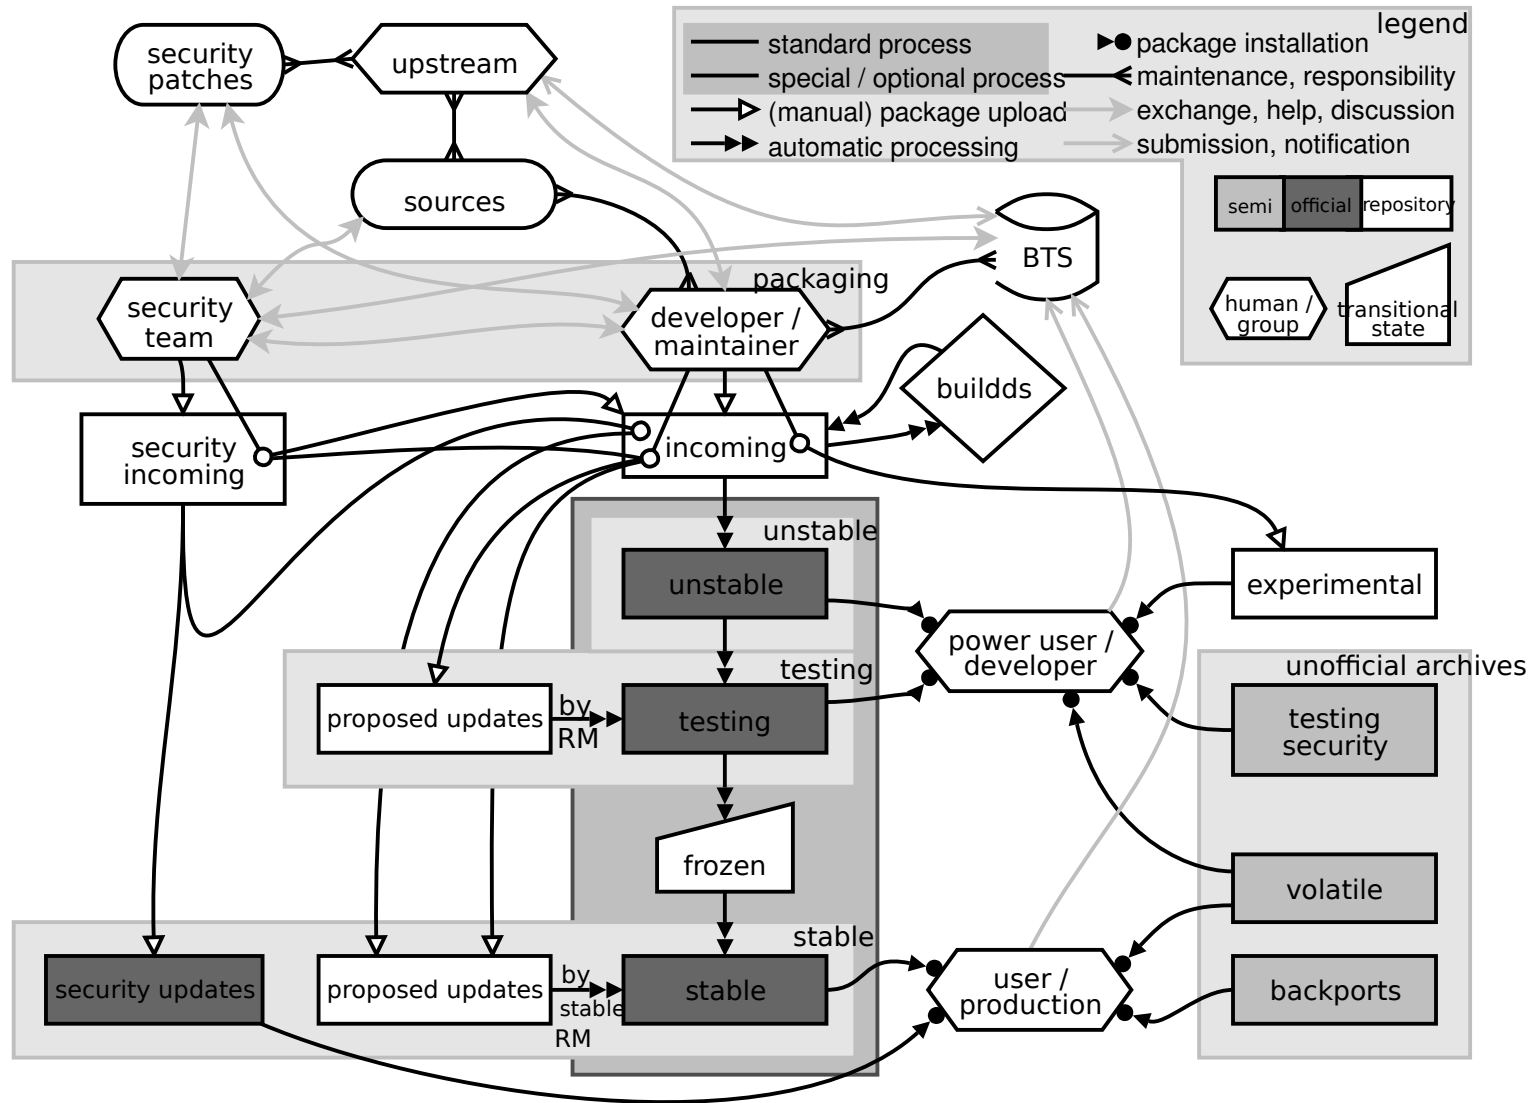 legend
standard process
special / optional process
(manual) package upload
automatic processing
package installation
maintenance, responsibility
exchange, help, discussion
submission, notification
semi
official
repository
human /
group
transitional
state
security
patches
upstream
sources
BTS
packaging
security
team
developer /
maintainer
buildds
security
incoming
incoming
unstable
unstable
experimental
power user /
developer
testing
unofficial archives
proposed updates
by
RM
testing
testing
security
frozen
volatile
stable
security updates
proposed updates
by
stable
RM
stable
user /
production
backports